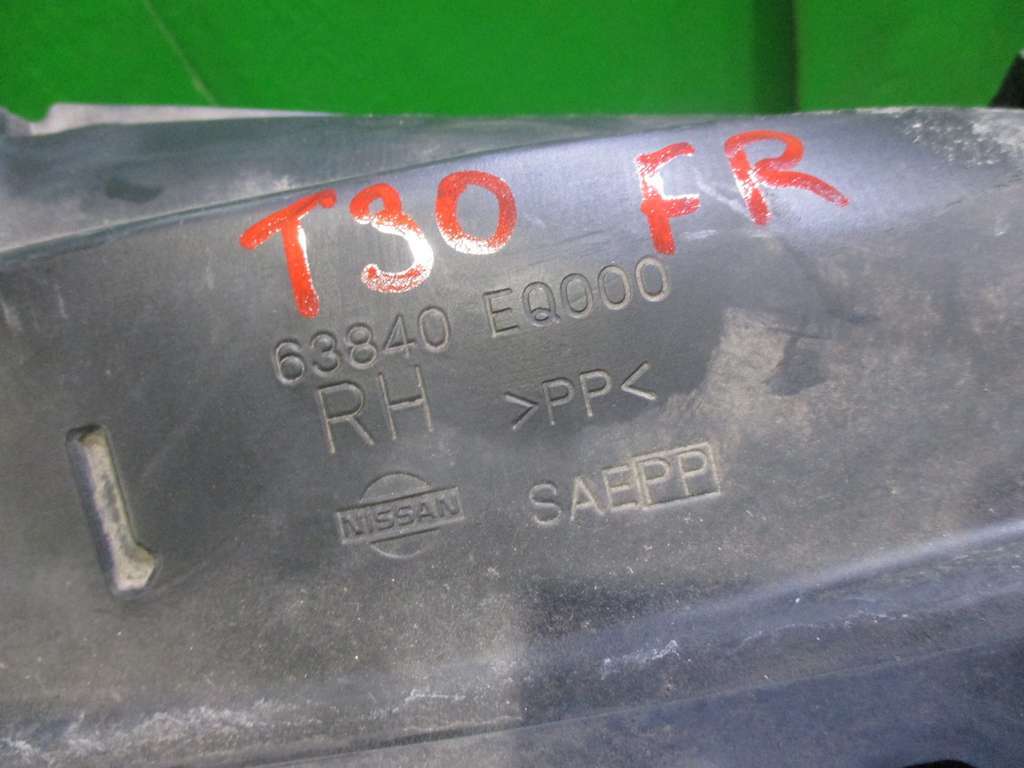 T30 FR
63840 EQ000
RH >PP<
NISSAN SAEPP